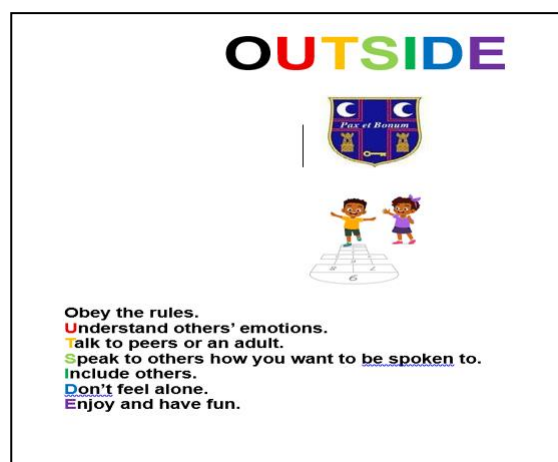 OUTSIDE
Pax et Bonum
6
Obey the rules.
Understand others’ emotions.
Talk to peers or an adult.
Speak to others how you want to be spoken to.
Include others.
Don’t feel alone.
Enjoy and have fun.